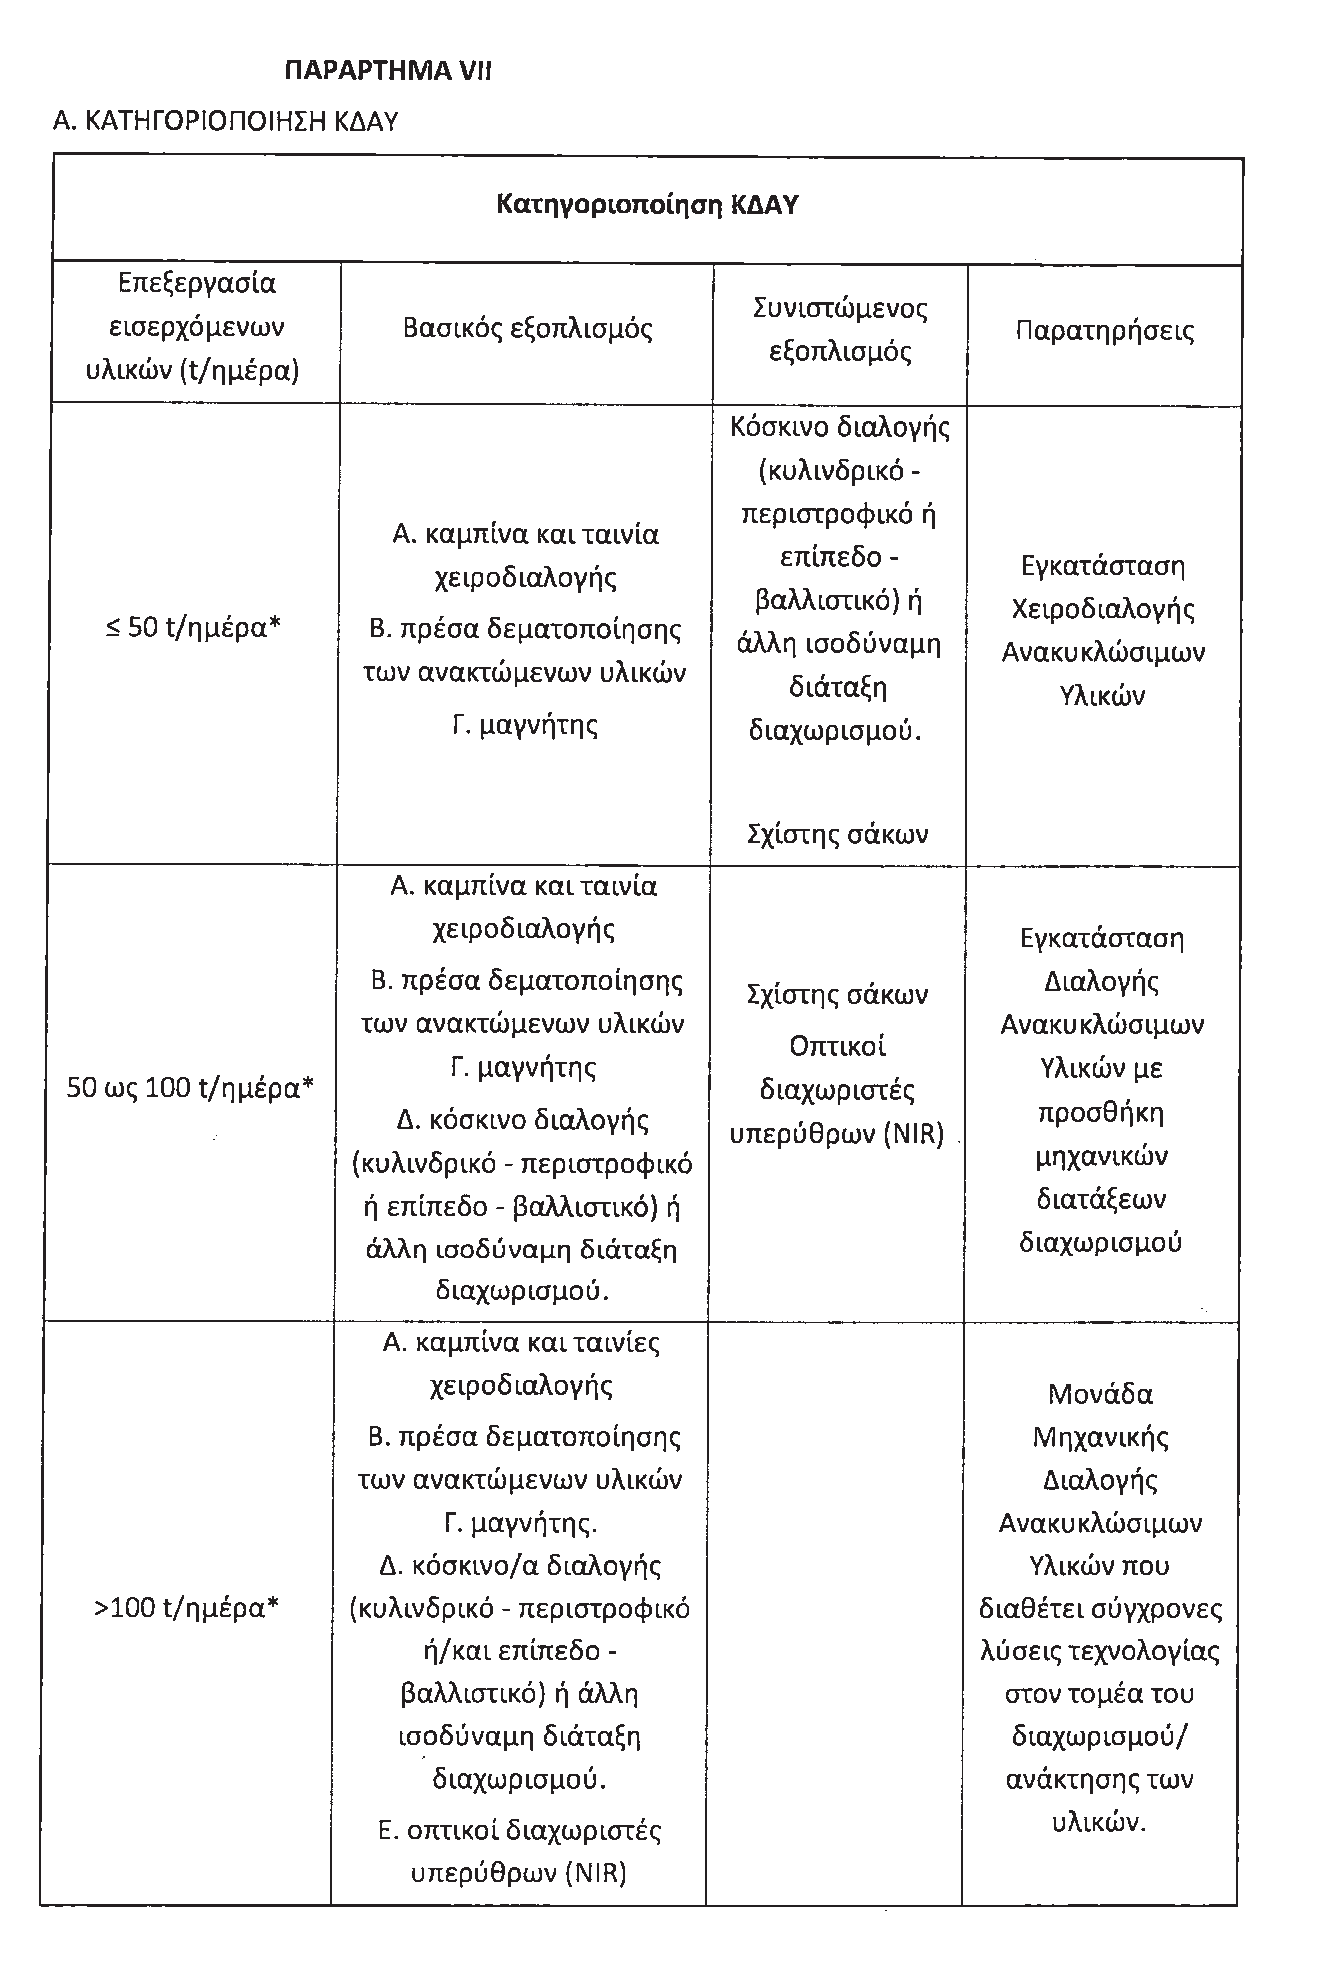 ΠΑΡΑΡΤΗΜΑ VII
Α. ΚΑΤΗΓΟΡΙΟΠΟΙΗΣΗ ΚΔΑΥ
Κατηγοριοποίηση ΚΔΑΥ
Επεξεργασία
εισερχόμενων
υλικών (t/ημέρα)
Βασικός εξοπλισμός
Συνιστώμενος
εξοπλισμός
Παρατηρήσεις
≤ 50 t/ημέρα*
Α. καμπίνα και ταινία
χειροδιαλογής
Β. πρέσα δεματοποίησης
των ανακτώμενων υλικών
Γ. μαγνήτης
Κόσκινο διαλογής
(κυλινδρικό -
περιστροφικό ή
επίπεδο -
βαλλιστικό) ή
άλλη ισοδύναμη
διάταξη
διαχωρισμού.
Σχίστης σάκων
Εγκατάσταση
Χειροδιαλογής
Ανακυκλώσιμων
Υλικών
50 ως 100 t/ημέρα*
Α. καμπίνα και ταινία
χειροδιαλογής
Β. πρέσα δεματοποίησης
των ανακτώμενων υλικών
Γ. μαγνήτης
Δ. κόσκινο διαλογής
(κυλινδρικό - περιστροφικό
ή επίπεδο - βαλλιστικό) ή
άλλη ισοδύναμη διάταξη
διαχωρισμού.
Σχίστης σάκων
Οπτικοί
διαχωριστές
υπερύθρων (NIR)
Εγκατάσταση
Διαλογής
Ανακυκλώσιμων
Υλικών με
προσθήκη
μηχανικών
διατάξεων
διαχωρισμού
>100 t/ημέρα*
Α. καμπίνα και ταινίες
χειροδιαλογής
Β. πρέσα δεματοποίησης
των ανακτώμενων υλικών
Γ. μαγνήτης.
Δ. κόσκινο/α διαλογής
(κυλινδρικό - περιστροφικό
ή/και επίπεδο -
βαλλιστικό) ή άλλη
ισοδύναμη διάταξη
διαχωρισμού.
Ε. οπτικοί διαχωριστές
υπερύθρων (NIR)
Μονάδα
Μηχανικής
Διαλογής
Ανακυκλώσιμων
Υλικών που
διαθέτει σύγχρονες
λύσεις τεχνολογίας
στον τομέα του
διαχωρισμού/
ανάκτησης των
υλικών.